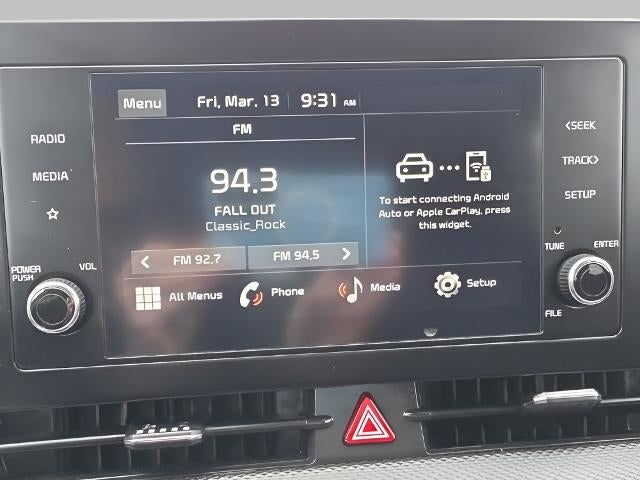 Menu Fri, Mar. 13 9:31 AM
FM
94.3
FALL OUT
Classic_Rock
< FM 92.7 FM 94.5 >
To start connecting Android
Auto or Apple CarPlay, press
this widget.
All Menus Phone Media Setup
RADIO
MEDIA
POWER
PUSH
VOL
<SEEK
TRACK>
SETUP
TUNE
ENTER
FILE